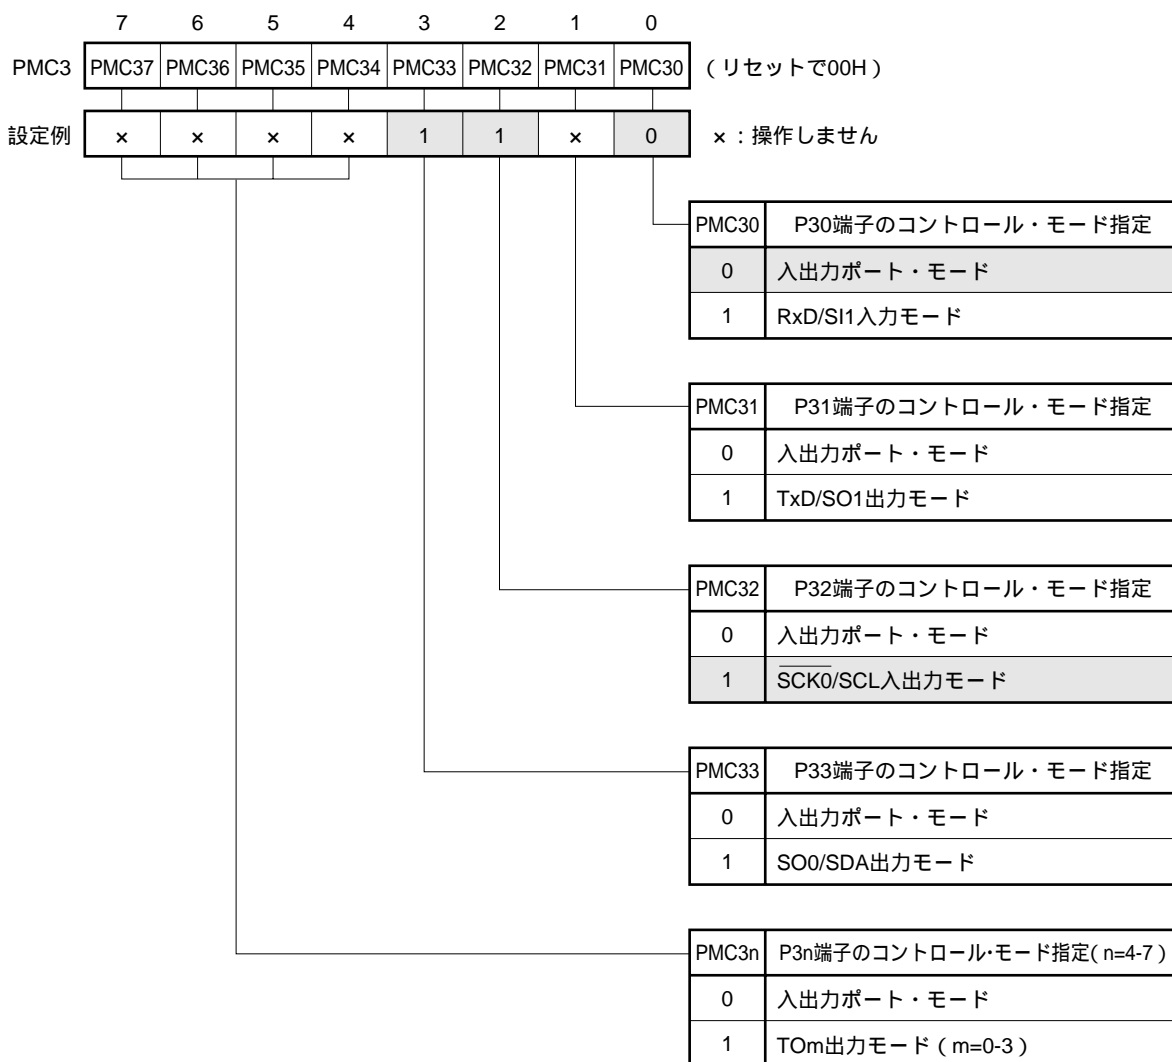 7 6 5 4 3 2 1 0
PMC3 PMC37 PMC36 PMC35 PMC34 PMC33 PMC32 PMC31 PMC30 (リセットで00H)
設定例 × × × × 1 1 × 0 ×:操作しません
PMC30 P30端子のコントロール・モード指定
0 入出力ポート・モード
1 RxD/SI1入力モード
PMC31 P31端子のコントロール・モード指定
0 入出力ポート・モード
1 TxD/SO1出力モード
PMC32 P32端子のコントロール・モード指定
0 入出力ポート・モード
1 S̅C̅K̅0̅/SCL入出力モード
PMC33 P33端子のコントロール・モード指定
0 入出力ポート・モード
1 SO0/SDA出力モード
PMC3n P3n端子のコントロール・モード指定(n=4-7)
0 入出力ポート・モード
1 TOm出力モード(m=0-3)